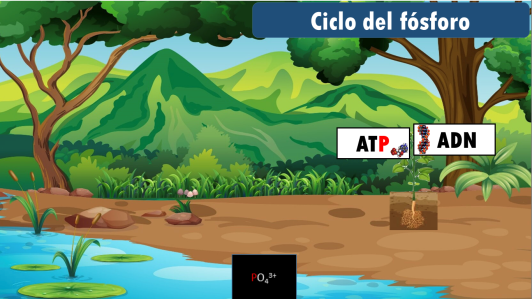 Ciclo del fósforo
ATP
ADN
PO₄³⁺